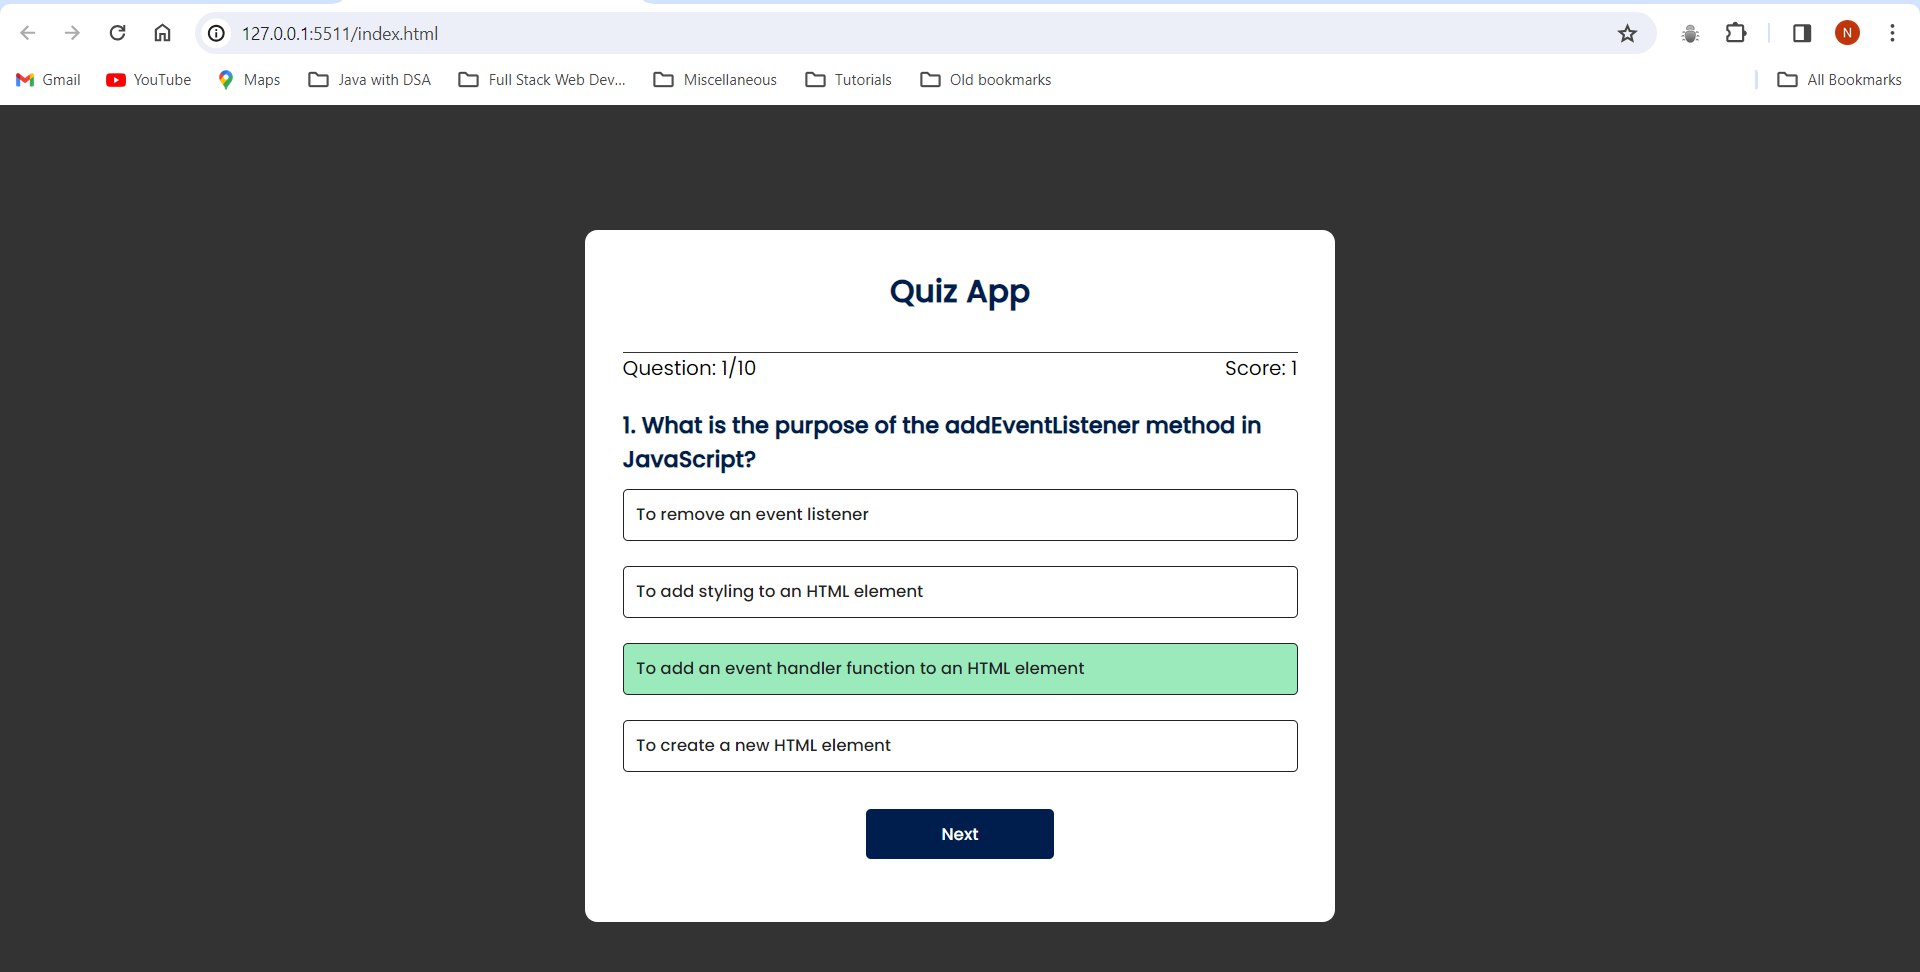 127.0.0.1:5511/index.html
N
Gmail YouTube Maps Java with DSA Full Stack Web Dev... Miscellaneous Tutorials Old bookmarks All Bookmarks
Quiz App
Question: 1/10 Score: 1
1. What is the purpose of the addEventListener method in
JavaScript?
To remove an event listener
To add styling to an HTML element
To add an event handler function to an HTML element
To create a new HTML element
Next